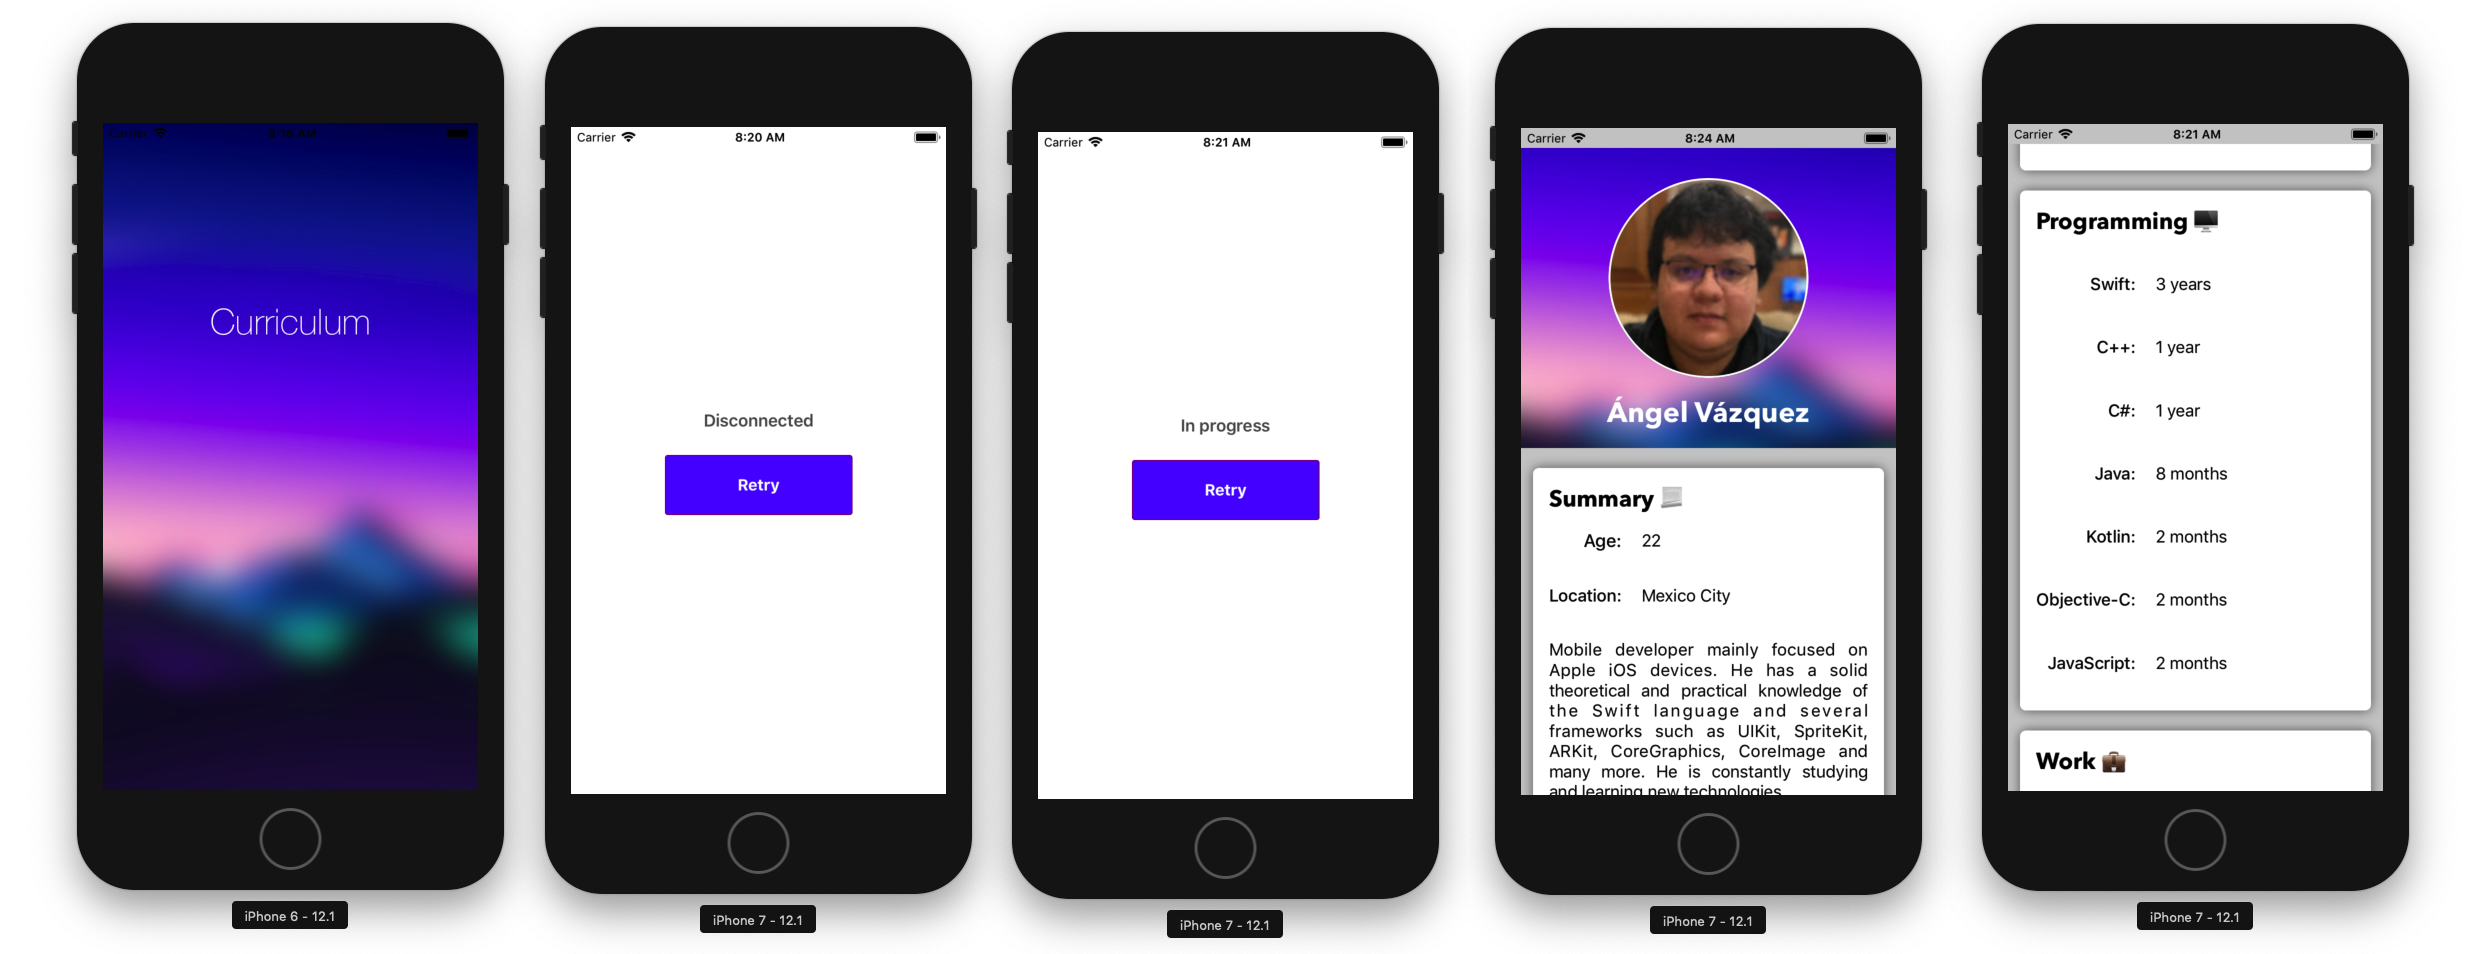 Carrier
Curriculum
iPhone 6 - 12.1
Carrier 8:20 AM
Disconnected
Retry
iPhone 7 - 12.1
Carrier 8:21 AM
In progress
Retry
iPhone 7 - 12.1
Carrier 8:24 AM
Ángel Vázquez
Summary
Age: 22
Location: Mexico City
Mobile developer mainly focused on
Apple iOS devices. He has a solid
theoretical and practical knowledge of
the Swift language and several
frameworks such as UIKit, SpriteKit,
ARKit, CoreGraphics, CoreImage and
many more. He is constantly studying
and learning new technologies.
iPhone 7 - 12.1
Carrier 8:21 AM
Programming
Swift: 3 years
C++: 1 year
C#: 1 year
Java: 8 months
Kotlin: 2 months
Objective-C: 2 months
JavaScript: 2 months
Work
iPhone 7 - 12.1